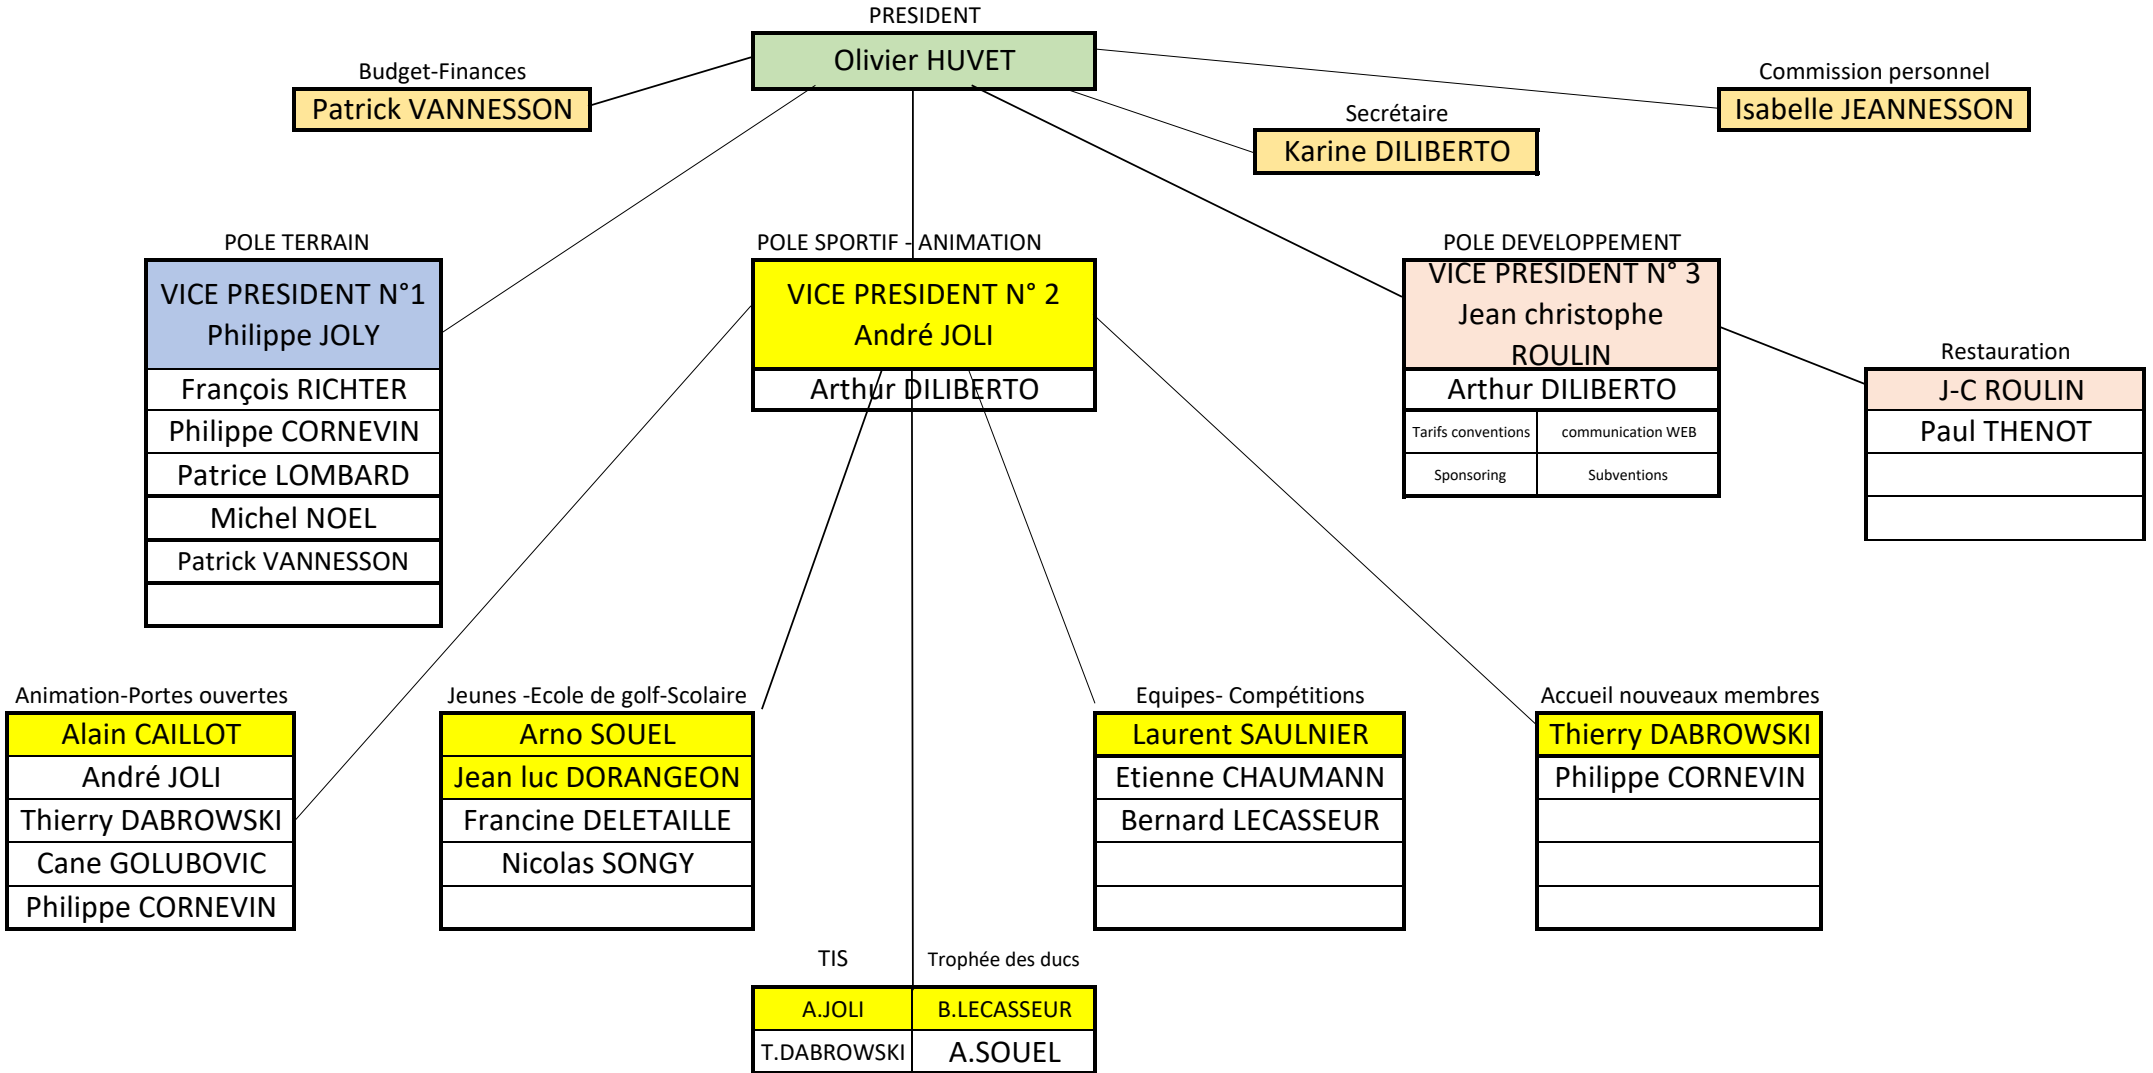 PRESIDENT
Olivier HUVET
Budget-Finances
Patrick VANNESSON
Commission personnel
Isabelle JEANNESSON
Secrétaire
Karine DILIBERTO
POLE TERRAIN
VICE PRESIDENT N°1
Philippe JOLY
François RICHTER
Philippe CORNEVIN
Patrice LOMBARD
Michel NOEL
Patrick VANNESSON
POLE SPORTIF - ANIMATION
VICE PRESIDENT N° 2
André JOLI
Arthur DILIBERTO
POLE DEVELOPPEMENT
VICE PRESIDENT N° 3
Jean christophe
ROULIN
Arthur DILIBERTO
Tarifs conventions
communication WEB
Sponsoring
Subventions
Restauration
J-C ROULIN
Paul THENOT
Animation-Portes ouvertes
Alain CAILLOT
André JOLI
Thierry DABROWSKI
Cane GOLUBOVIC
Philippe CORNEVIN
Jeunes -Ecole de golf-Scolaire
Arno SOUEL
Jean luc DORANGEON
Francine DELETAILLE
Nicolas SONGY
Equipes- Compétitions
Laurent SAULNIER
Etienne CHAUMANN
Bernard LECASSEUR
Accueil nouveaux membres
Thierry DABROWSKI
Philippe CORNEVIN
TIS
A.JOLI
T.DABROWSKI
Trophée des ducs
B.LECASSEUR
A.SOUEL